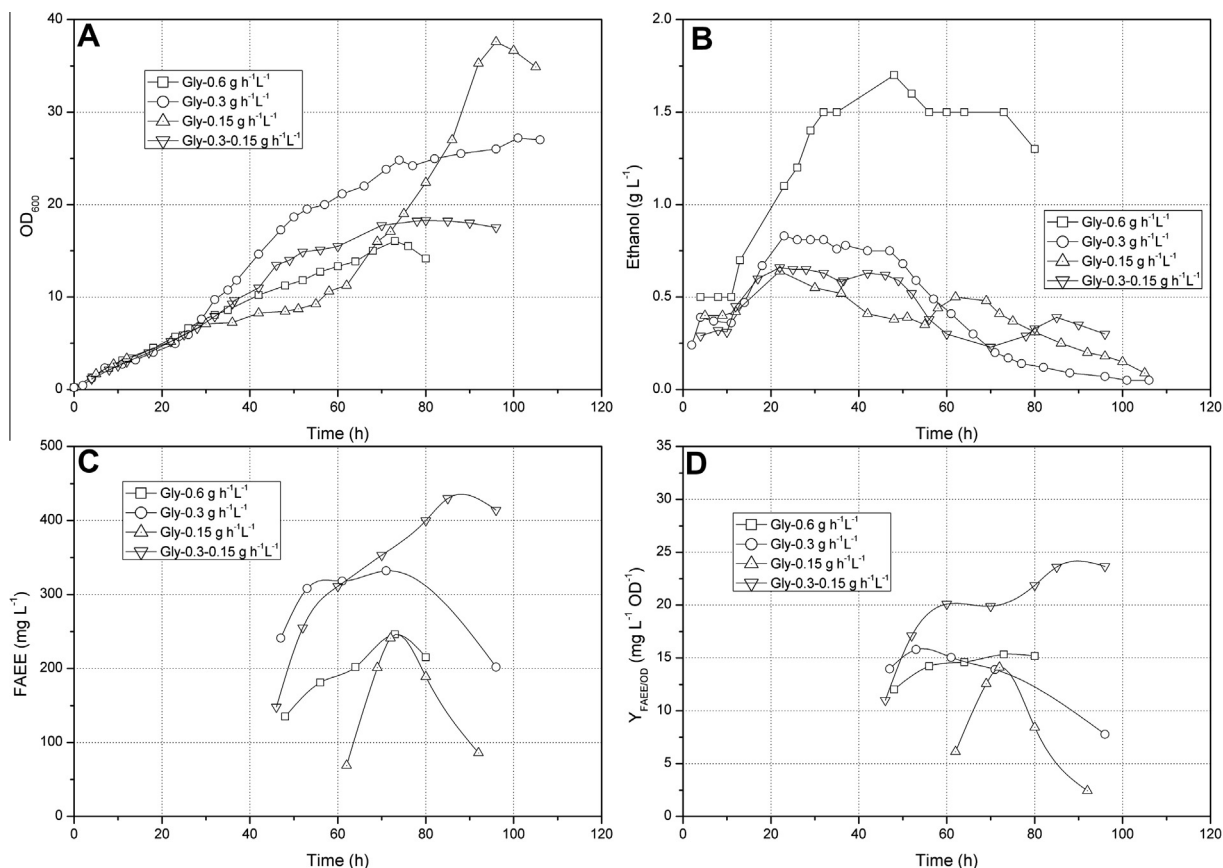 A
Gly-0.6 g h⁻¹L⁻¹
Gly-0.3 g h⁻¹L⁻¹
Gly-0.15 g h⁻¹L⁻¹
Gly-0.3-0.15 g h⁻¹L⁻¹
40
30
20
10
0
OD₆₀₀
0 20 40 60 80 100 120
Time (h)
B
2.0
1.5
1.0
0.5
0.0
Ethanol (g L⁻¹)
Gly-0.6 g h⁻¹L⁻¹
Gly-0.3 g h⁻¹L⁻¹
Gly-0.15 g h⁻¹L⁻¹
Gly-0.3-0.15 g h⁻¹L⁻¹
0 20 40 60 80 100 120
Time (h)
C
Gly-0.6 g h⁻¹L⁻¹
Gly-0.3 g h⁻¹L⁻¹
Gly-0.15 g h⁻¹L⁻¹
Gly-0.3-0.15 g h⁻¹L⁻¹
500
400
300
200
100
0
FAEE (mg L⁻¹)
0 20 40 60 80 100 120
Time (h)
D
35
30
25
20
15
10
5
0
Y_FAEE/OD (mg L⁻¹ OD⁻¹)
Gly-0.6 g h⁻¹L⁻¹
Gly-0.3 g h⁻¹L⁻¹
Gly-0.15 g h⁻¹L⁻¹
Gly-0.3-0.15 g h⁻¹L⁻¹
0 20 40 60 80 100 120
Time (h)